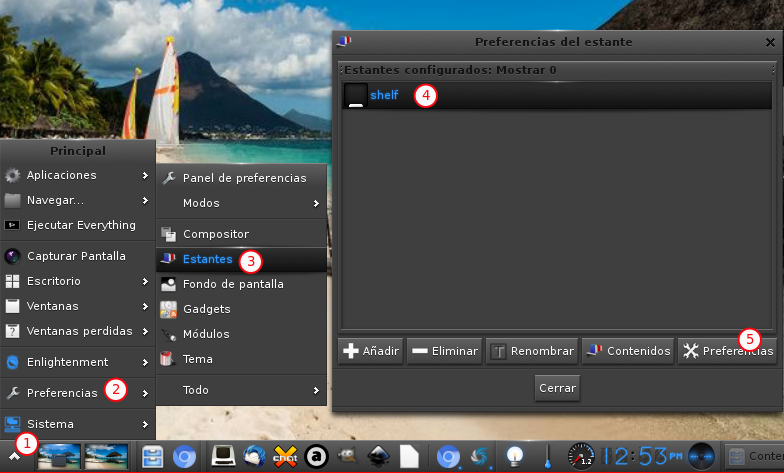 Preferencias del estante
Estantes configurados: Mostrar 0
shelf
4
Principal
Aplicaciones
Navegar...
Ejecutar Everything
Capturar Pantalla
Escritorio
Ventanas
Ventanas perdidas
Enlightenment
Preferencias
2
Sistema
1
Panel de preferencias
Modos
Compositor
Estantes
3
Fondo de pantalla
Gadgets
Módulos
Tema
Todo
5
Añadir
Eliminar
Renombrar
Contenidos
Preferencias
Cerrar
1.2
12:53PM
Conte